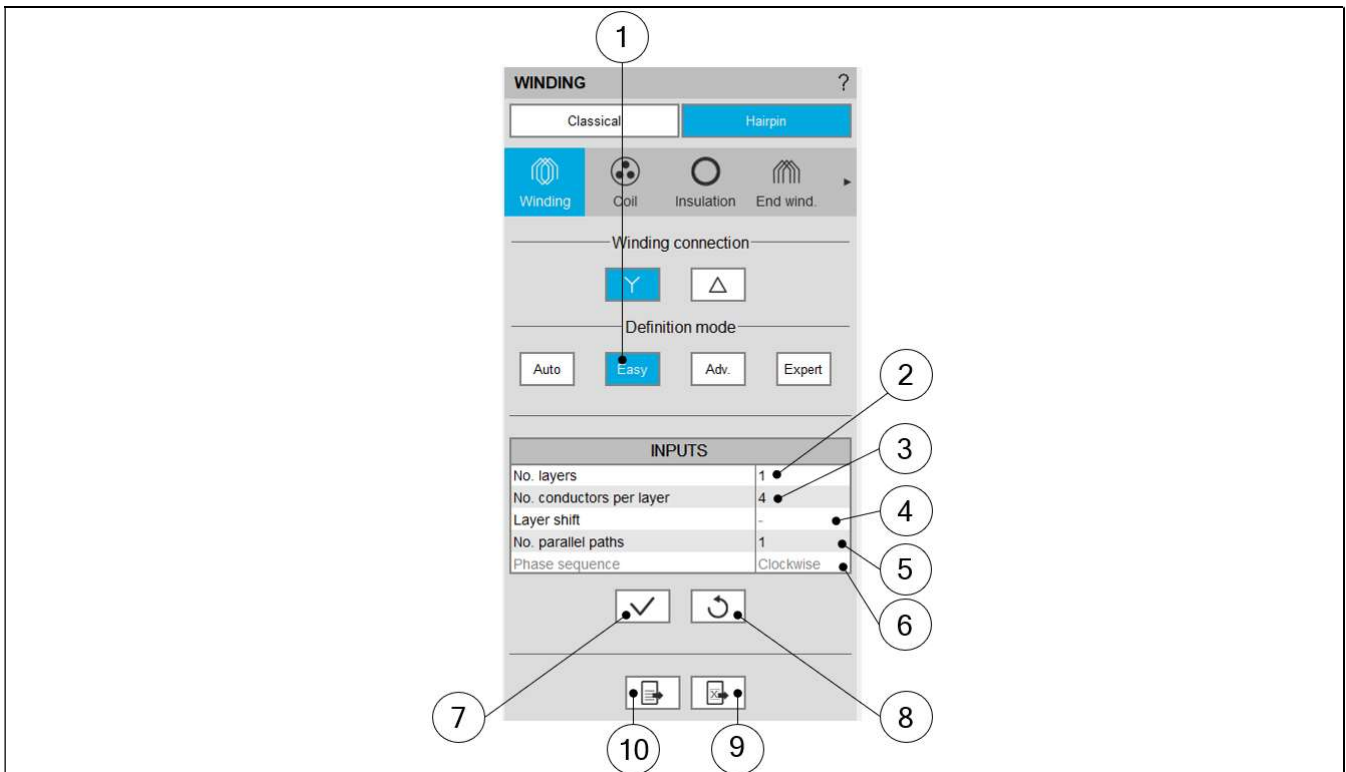 1
WINDING ?
Classical Hairpin
Winding Coil Insulation End wind.
Winding connection
Y Δ
Definition mode
Auto Easy Adv. Expert
2
INPUTS
3
No. layers 1
No. conductors per layer 4
4
Layer shift -
No. parallel paths 1
5
Phase sequence Clockwise
6
7
8
10
9